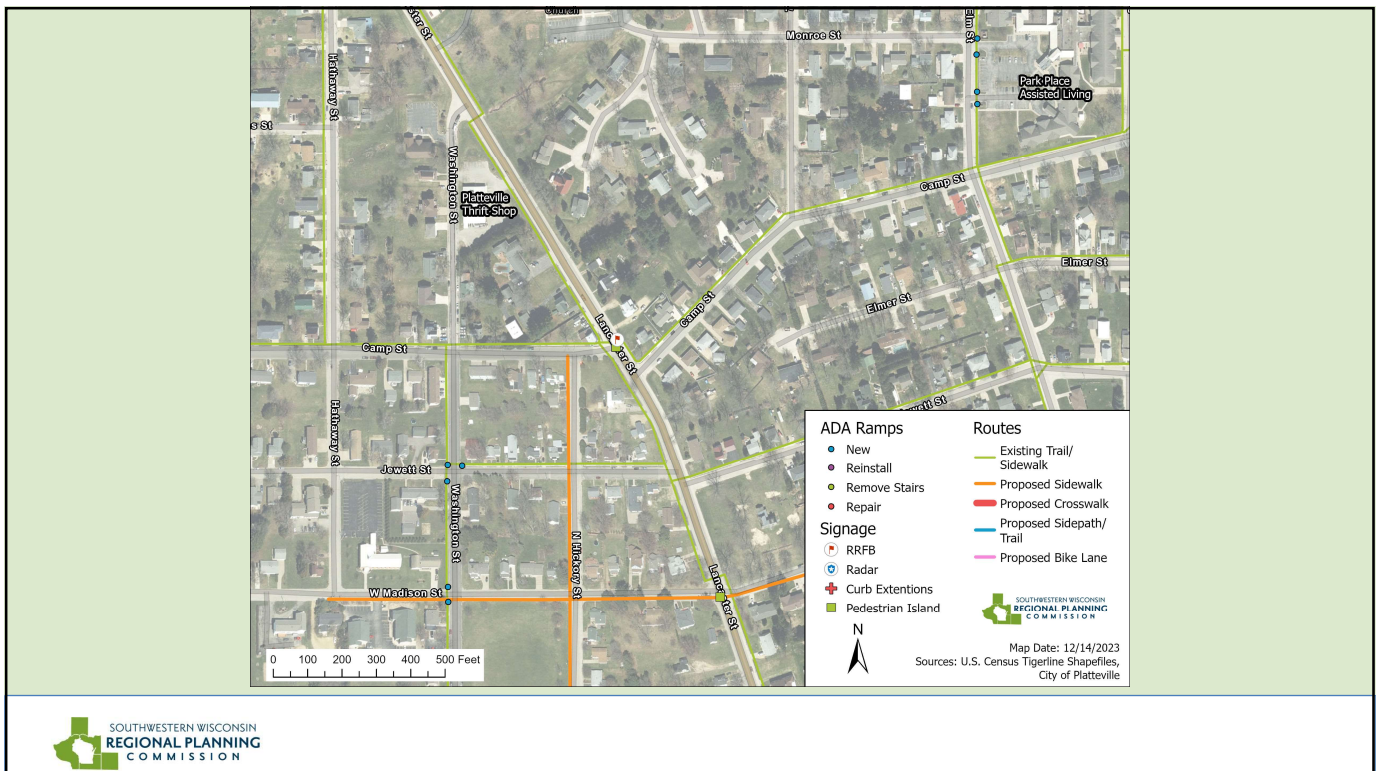 ster St
Church
Monroe St
Elm St
Hathaway St
Park Place
Assisted Living
s St
Washington St
Camp St
Platteville
Thrift Shop
Elmer St
Elmer St
Camp St
Camp St
Lancaster St
Hathaway St
Jewett St
Jewett St
Washington St
N Hickory St
W Madison St
Lancaster St
ADA Ramps
New
Reinstall
Remove Stairs
Repair
Signage
RRFB
Radar
Curb Extentions
Pedestrian Island
Routes
Existing Trail/
Sidewalk
Proposed Sidewalk
Proposed Crosswalk
Proposed Sidepath/
Trail
Proposed Bike Lane
SOUTHWESTERN WISCONSIN
REGIONAL PLANNING
COMMISSION
N
Map Date: 12/14/2023
Sources: U.S. Census Tigerline Shapefiles,
City of Platteville
0 100 200 300 400 500 Feet
SOUTHWESTERN WISCONSIN
REGIONAL PLANNING
COMMISSION